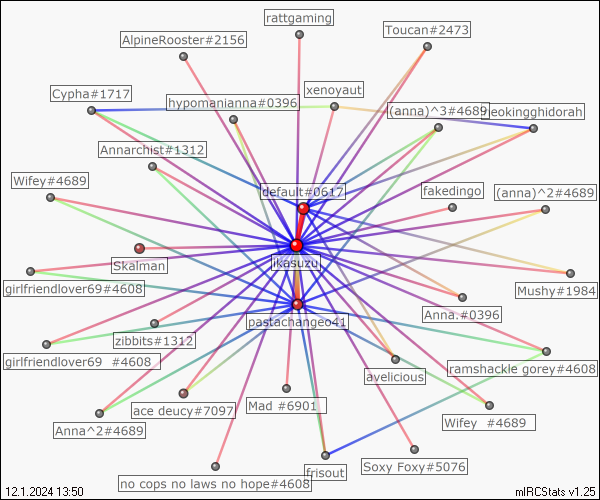 rattgaming
Toucan#2473
AlpineRooster#2156
xenoyaut
Cypha#1717
hypomanianna#0396
(anna)^3#4689
neokingghidorah
Annarchist#1312
Wifey#4689
default#0617
fakedingo
(anna)^2#4689
ikasuzu
Skalman
girlfriendlover69#4608
Mushy#1984
pastachangeo41
Anna.#0396
zibbits#1312
girlfriendlover69 #4608
avelicious
ramshackle gorey#4608
ace deucy#7097
Mad #6901
Wifey #4689
Anna^2#4689
Soxy Foxy#5076
no cops no laws no hope#4608
frisout
12.1.2024 13:50
mIRCStats v1.25